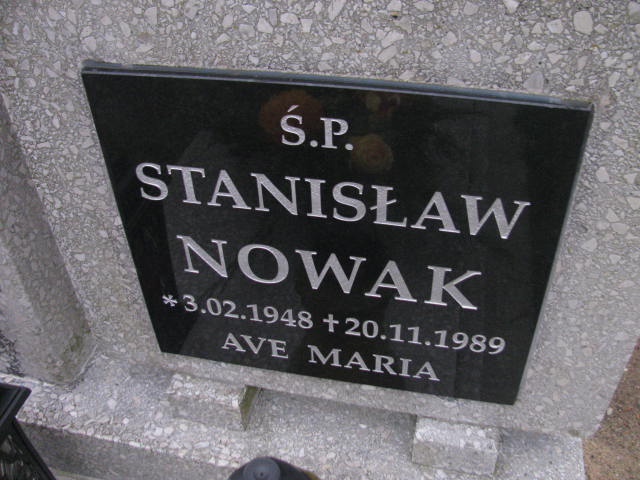 Ś.P.
STANISŁAW
NOWAK
* 3.02.1948 † 20.11.1989
AVE MARIA